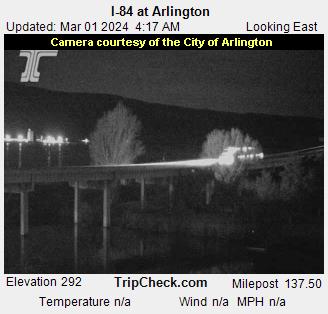 I-84 at Arlington
Updated: Mar 01 2024 4:17 AM Looking East
Camera courtesy of the City of Arlington
Elevation 292 TripCheck.com Milepost 137.50
Temperature n/a Wind n/a MPH n/a